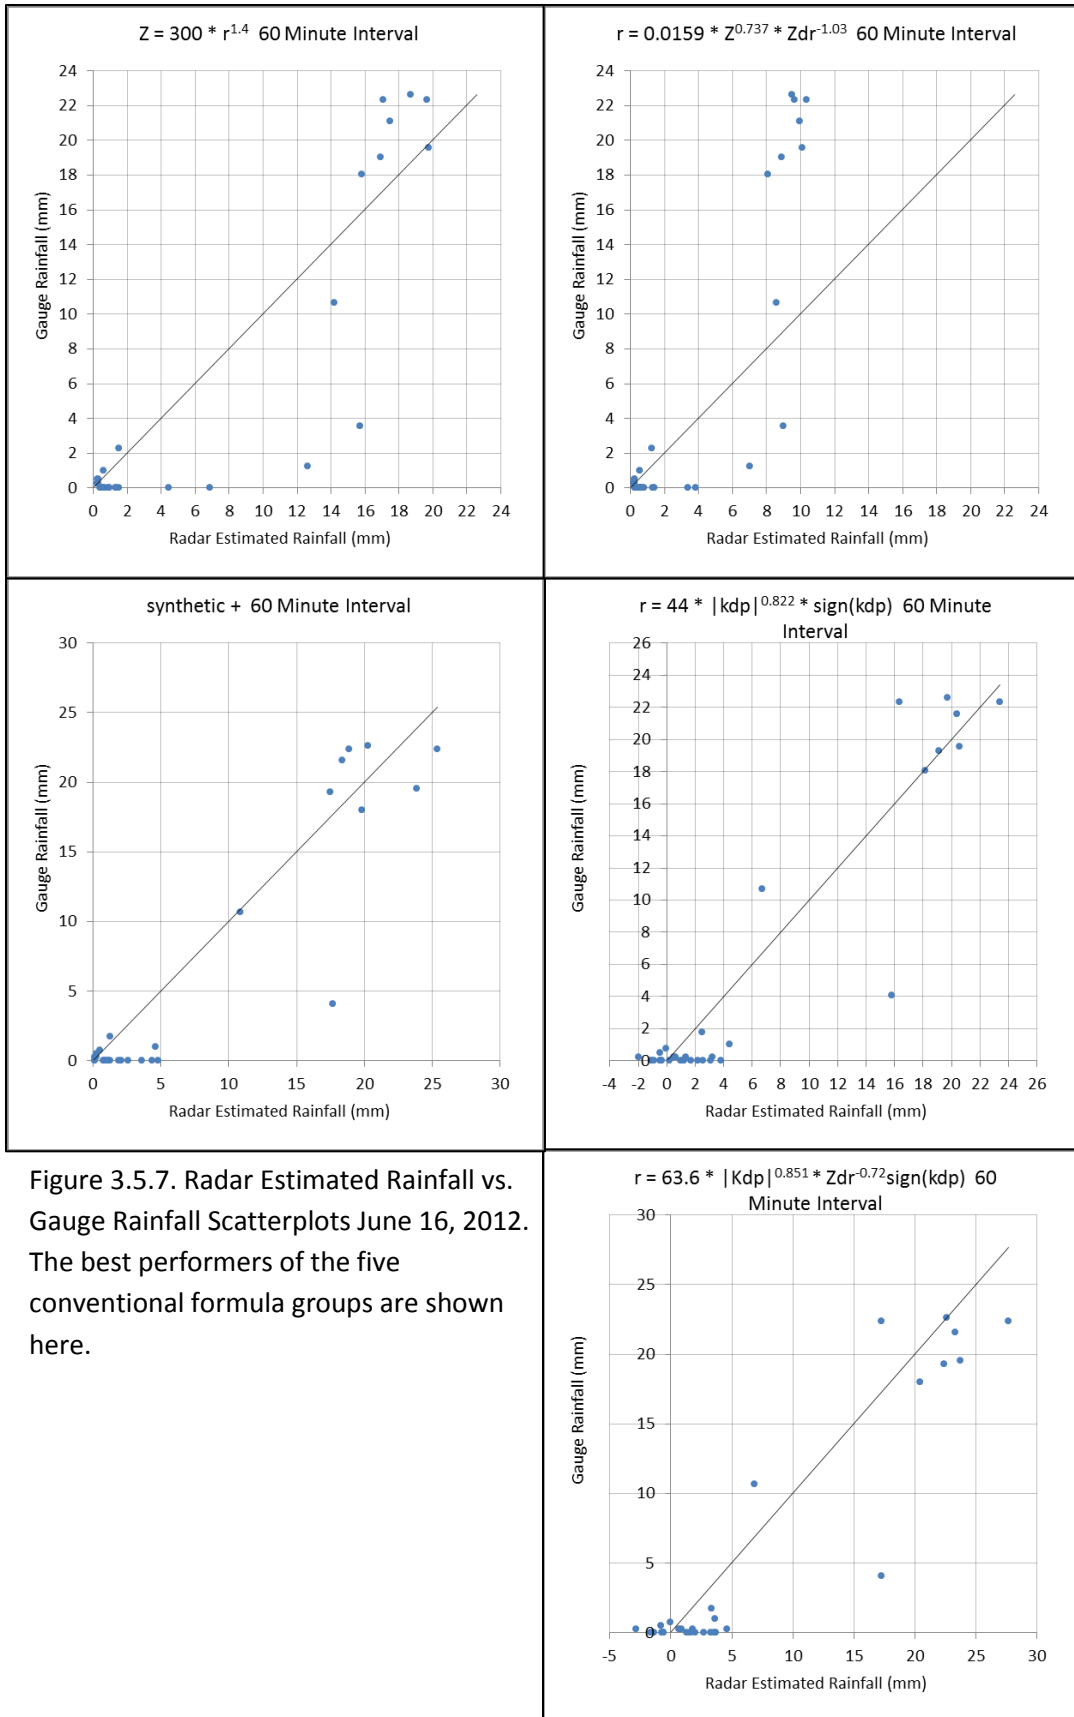 Z = 300 * r^1.4 60 Minute Interval
24
22
20
18
16
14
12
10
8
6
4
2
0
Gauge Rainfall (mm)
0 2 4 6 8 10 12 14 16 18 20 22 24
Radar Estimated Rainfall (mm)
r = 0.0159 * Z^0.737 * Zdr^-1.03 60 Minute Interval
24
22
20
18
16
14
12
10
8
6
4
2
0
Gauge Rainfall (mm)
0 2 4 6 8 10 12 14 16 18 20 22 24
Radar Estimated Rainfall (mm)
synthetic + 60 Minute Interval
30
25
20
15
10
5
0
Gauge Rainfall (mm)
0 5 10 15 20 25 30
Radar Estimated Rainfall (mm)
r = 44 * |kdp|^0.822 * sign(kdp) 60 Minute
Interval
26
24
22
20
18
16
14
12
10
8
6
4
2
0
Gauge Rainfall (mm)
-4 -2 0 2 4 6 8 10 12 14 16 18 20 22 24 26
Radar Estimated Rainfall (mm)
Figure 3.5.7. Radar Estimated Rainfall vs.
Gauge Rainfall Scatterplots June 16, 2012.
The best performers of the five
conventional formula groups are shown
here.
r = 63.6 * |Kdp|^0.851 * Zdr^-0.72 sign(kdp) 60
Minute Interval
30
25
20
15
10
5
0
Gauge Rainfall (mm)
-5 0 5 10 15 20 25 30
Radar Estimated Rainfall (mm)